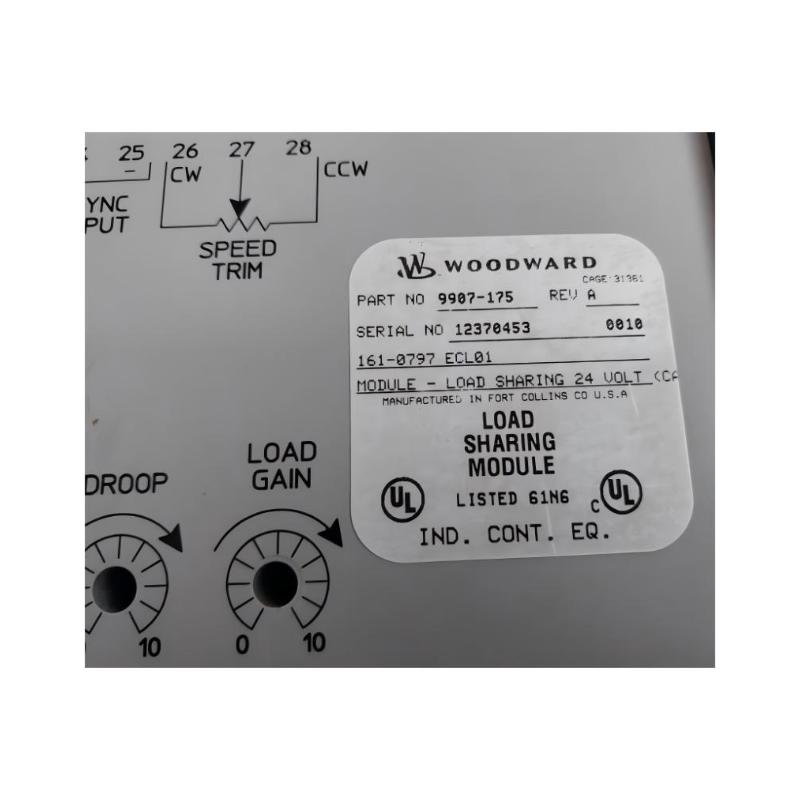 25 26 27 28
- CW CCW
YNC
PUT
SPEED
TRIM
WOODWARD
CAGE:31361
PART NO 9907-175 REV A
SERIAL NO 12370453 0010
161-0797 ECL01
MODULE - LOAD SHARING 24 VOLT (CA
MANUFACTURED IN FORT COLLINS CO U.S.A
LOAD
SHARING
MODULE
UL LISTED 61N6 c UL
IND. CONT. EQ.
DROOP
LOAD
GAIN
10
0 10